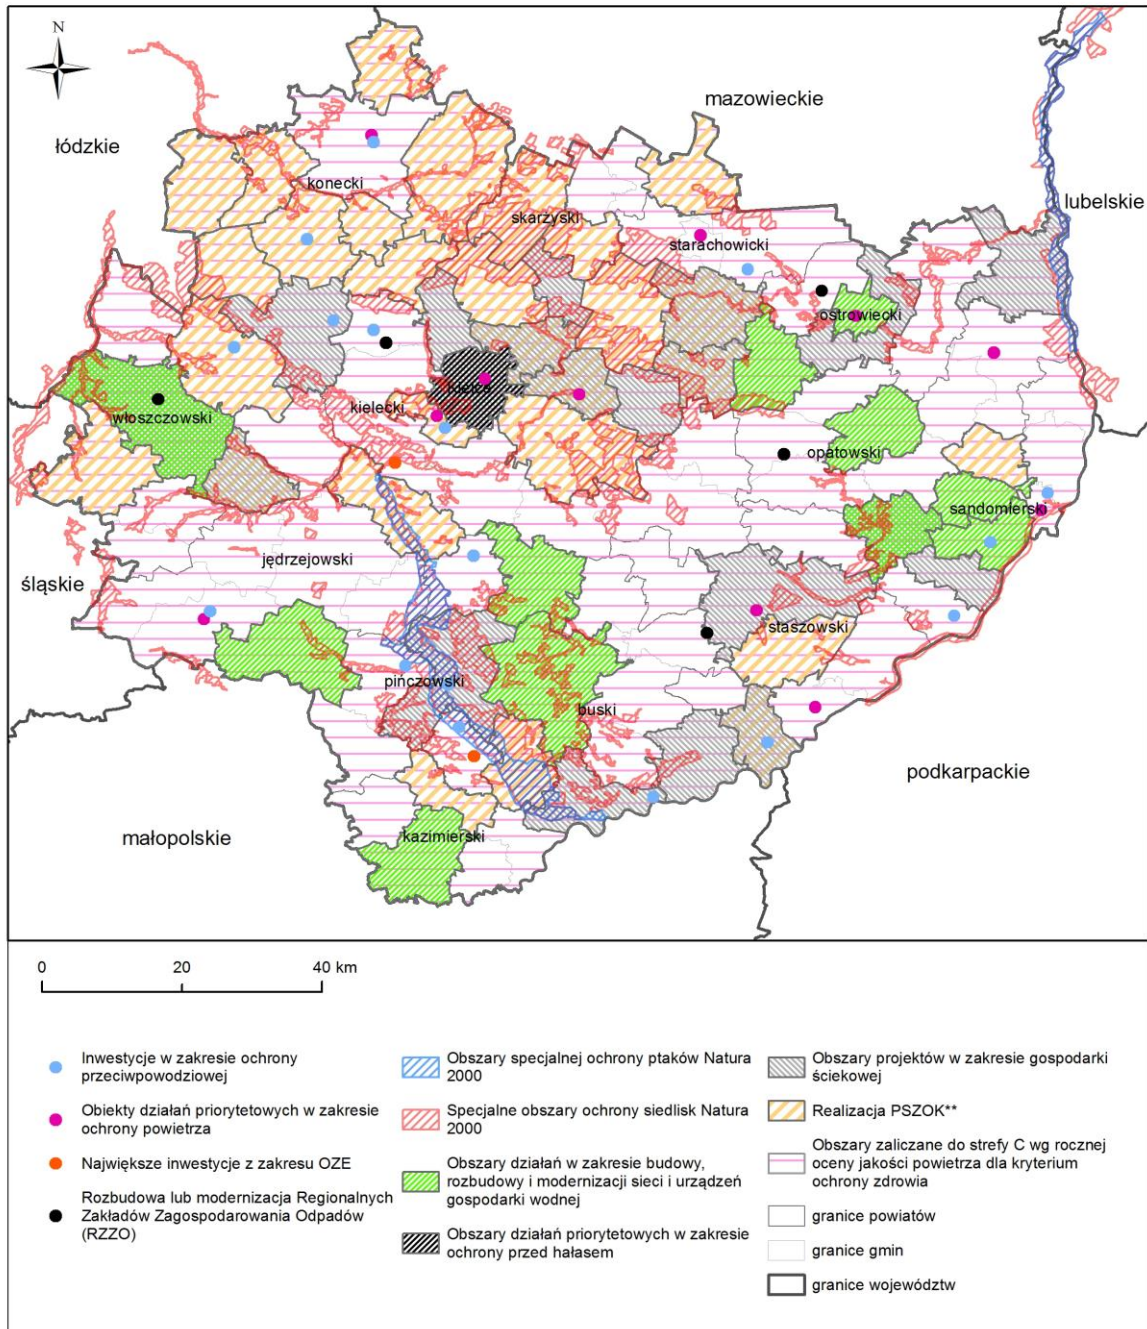 N
mazowieckie
łódzkie
konecki
lubelskie
skarżyski
starachowicki
ostrowiecki
kielecki
włoszczowski
opatowski
sandomierski
jędrzejowski
śląskie
staszowski
pińczowski
buski
podkarpackie
małopolskie
kazimierski
0 20 40 km
Inwestycje w zakresie ochrony
przeciwpowodziowej
Obiekty działań priorytetowych w zakresie
ochrony powietrza
Największe inwestycje z zakresu OZE
Rozbudowa lub modernizacja Regionalnych
Zakładów Zagospodarowania Odpadów
(RZZO)
Obszary specjalnej ochrony ptaków Natura
2000
Specjalne obszary ochrony siedlisk Natura
2000
Obszary działań w zakresie budowy,
rozbudowy i modernizacji sieci i urządzeń
gospodarki wodnej
Obszary działań priorytetowych w zakresie
ochrony przed hałasem
Obszary projektów w zakresie gospodarki
ściekowej
Realizacja PSZOK**
Obszary zaliczane do strefy C wg rocznej
oceny jakości powietrza dla kryterium
ochrony zdrowia
granice powiatów
granice gmin
granice województw